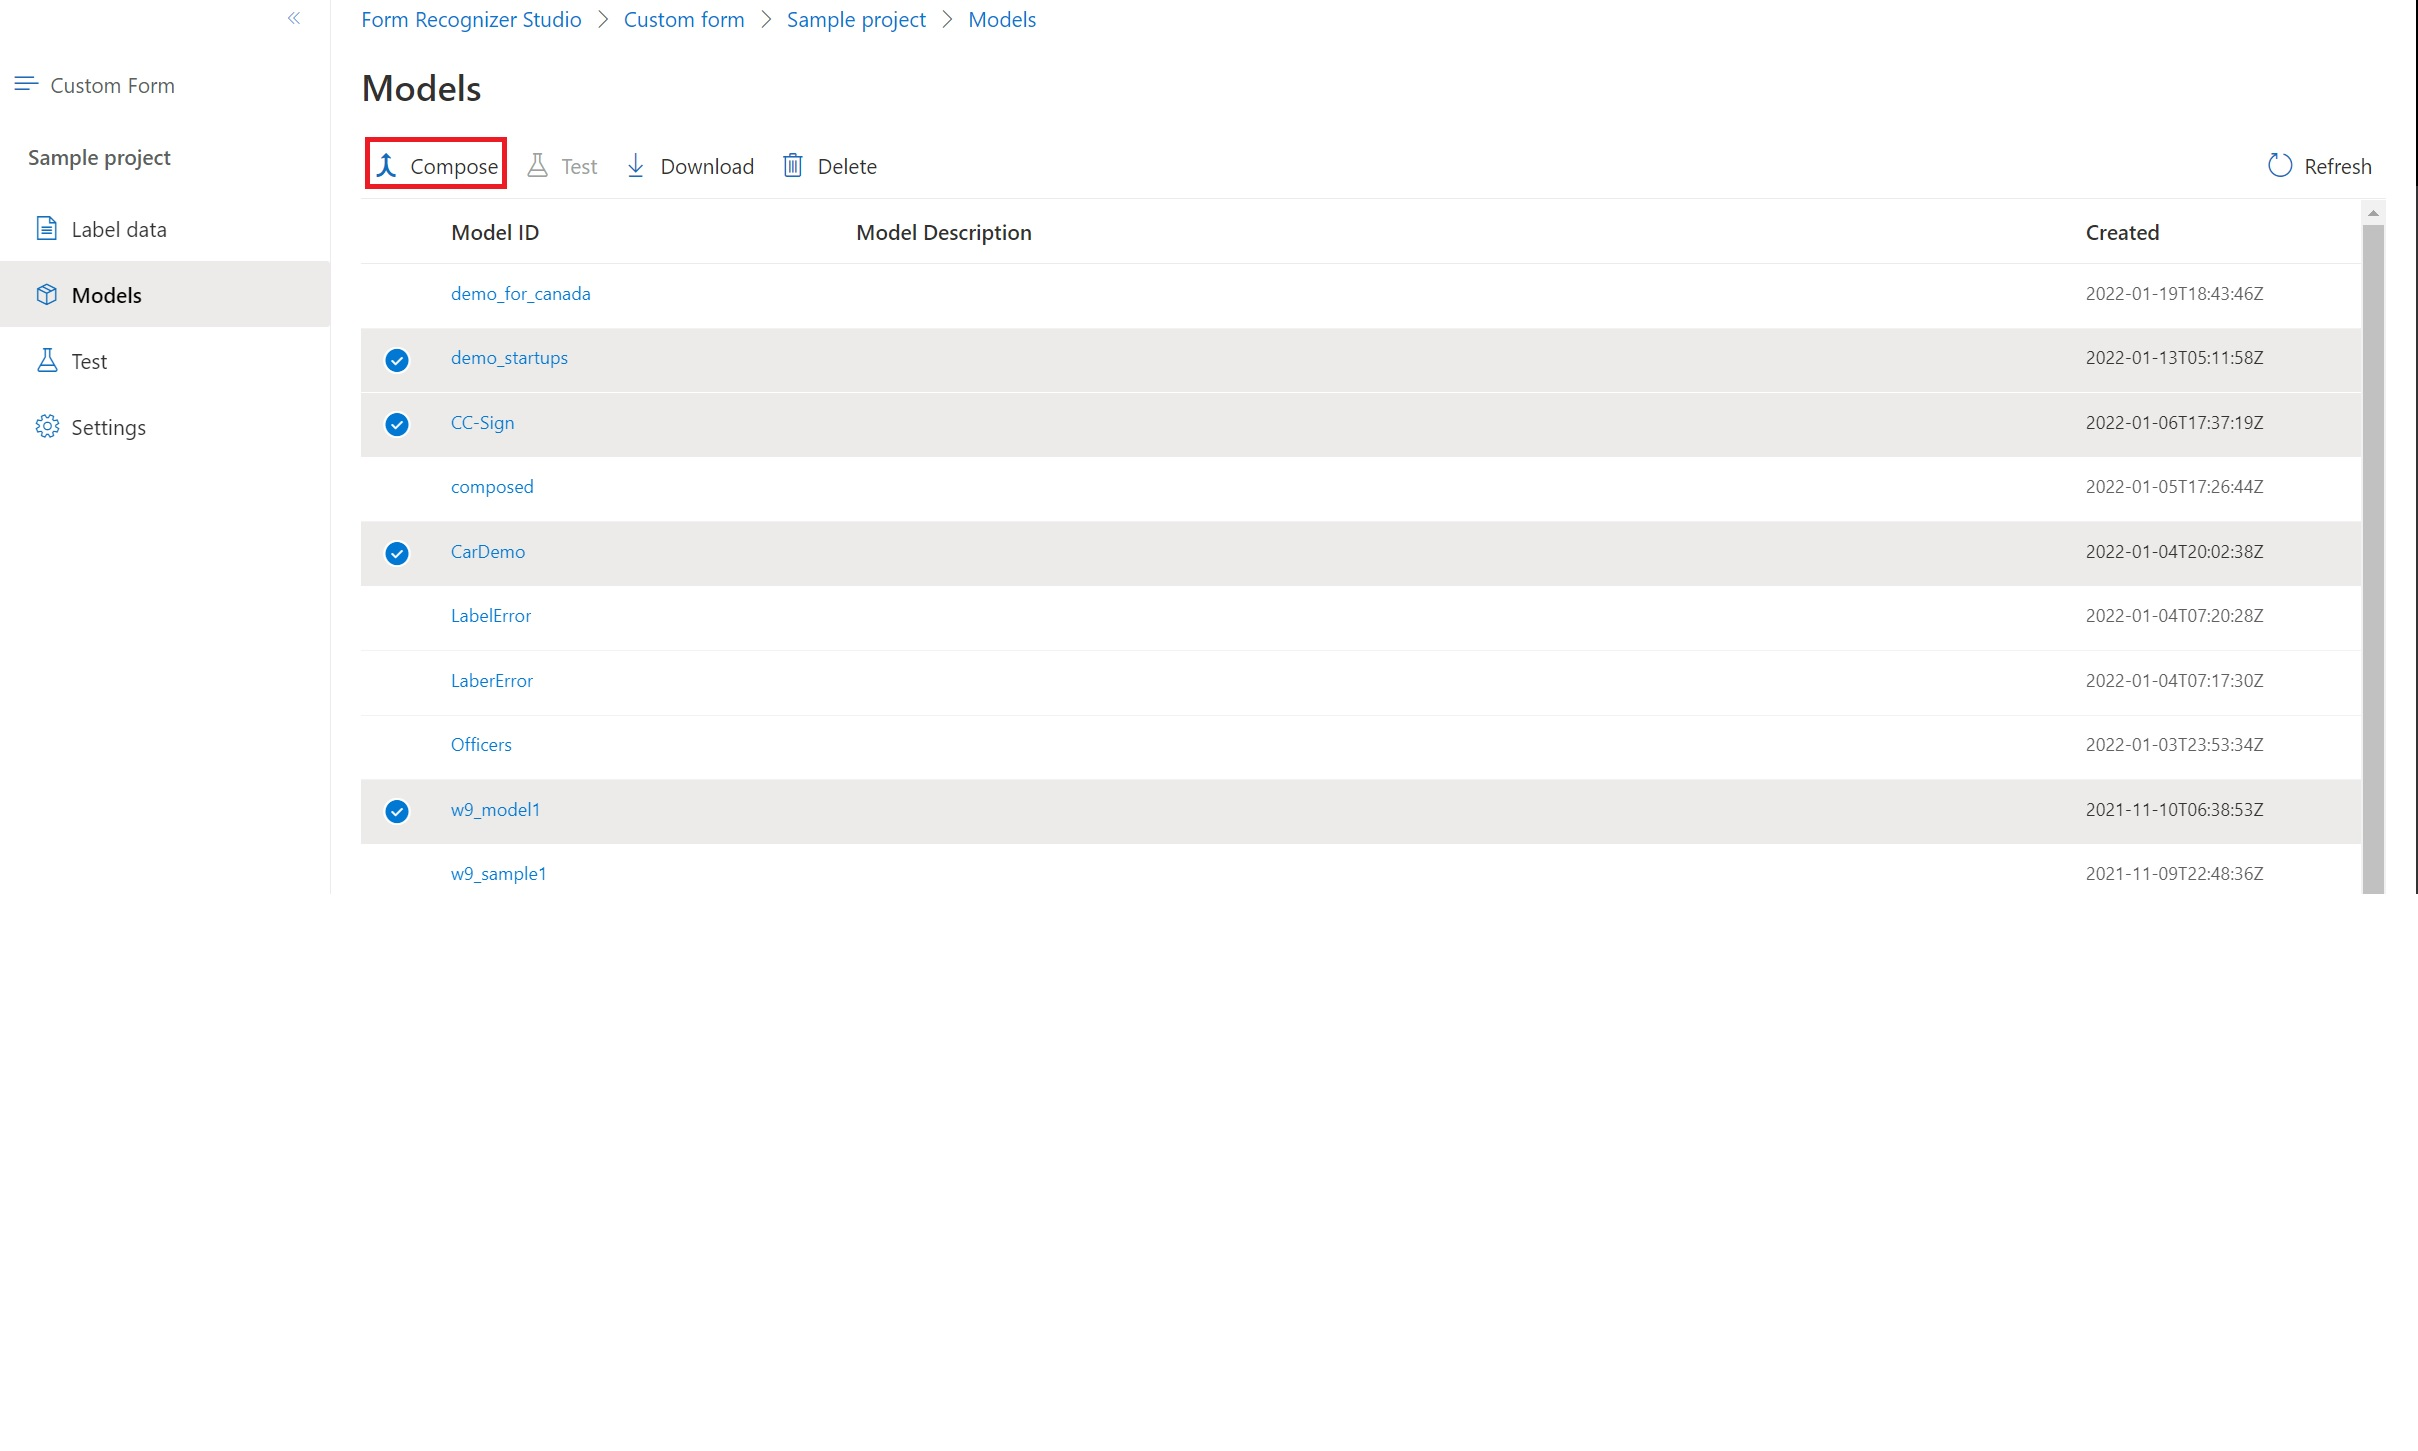 Form Recognizer Studio > Custom form > Sample project > Models
Custom Form
Sample project
Label data
Models
Test
Settings
Models
Compose Test Download Delete Refresh
Model ID Model Description Created
demo_for_canada 2022-01-19T18:43:46Z
demo_startups 2022-01-13T05:11:58Z
CC-Sign 2022-01-06T17:37:19Z
composed 2022-01-05T17:26:44Z
CarDemo 2022-01-04T20:02:38Z
LabelError 2022-01-04T07:20:28Z
LaberError 2022-01-04T07:17:30Z
Officers 2022-01-03T23:53:34Z
w9_model1 2021-11-10T06:38:53Z
w9_sample1 2021-11-09T22:48:36Z